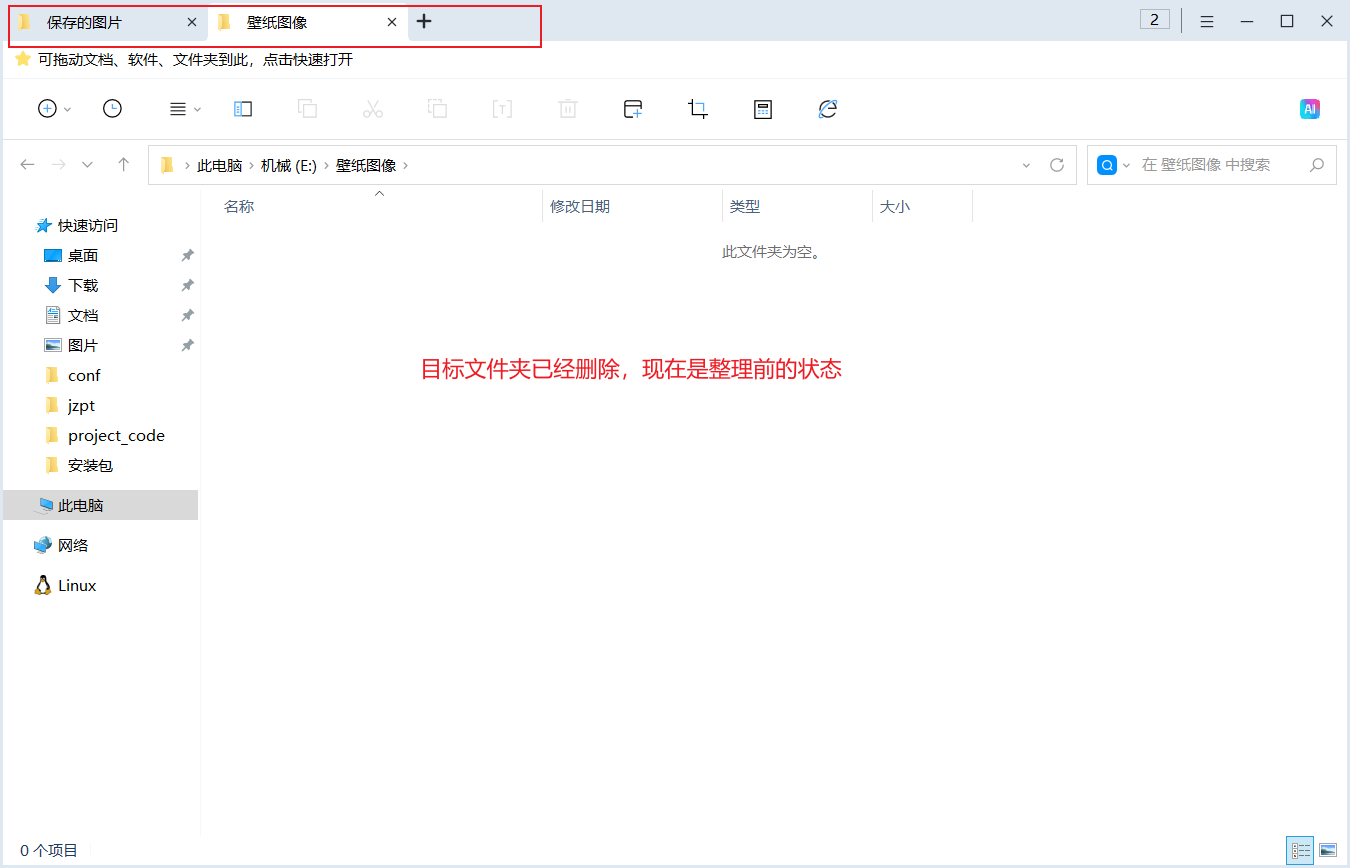 保存的图片
壁纸图像
2
可拖动文档、软件、文件夹到此，点击快速打开
AI
此电脑 机械 (E:) 壁纸图像
在 壁纸图像 中搜索
名称 修改日期 类型 大小
此文件夹为空。
快速访问
桌面
下载
文档
图片
conf
jzpt
project_code
安装包
此电脑
网络
Linux
目标文件夹已经删除，现在是整理前的状态
0 个项目